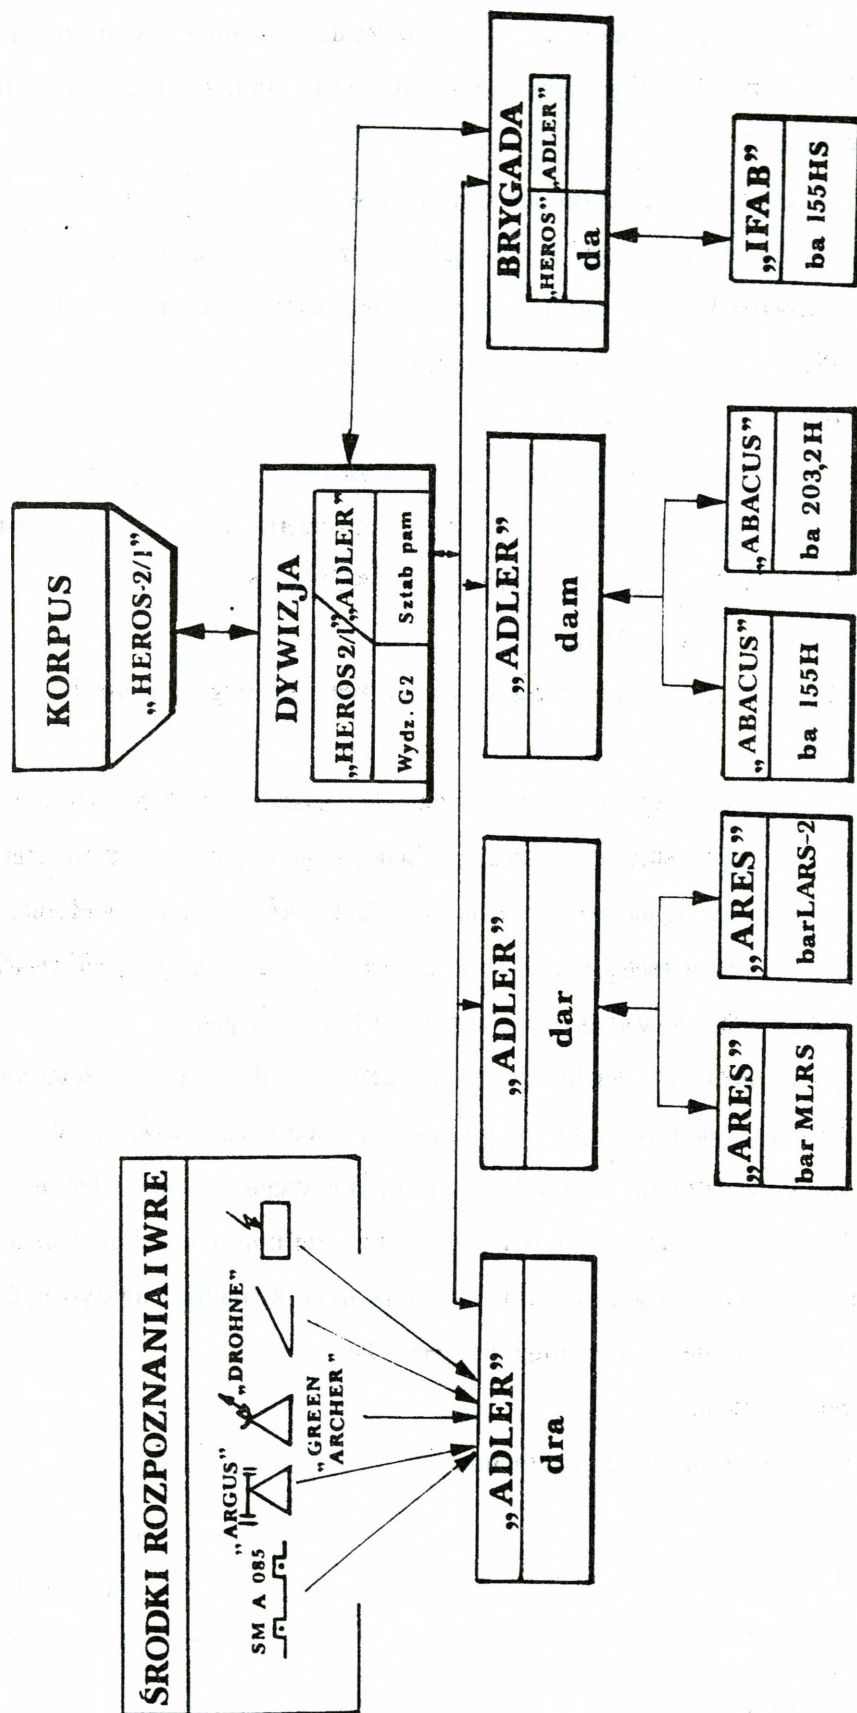 KORPUS
„HEROS-2/1”
ŚRODKI ROZPOZNANIA I WRE
SM A 085
„ARGUS”
„GREEN
ARCHER”
„DROHNE”
DYWIZJA
„HEROS 2/1”
„ADLER”
Wydz. G2
Sztab pam
BRYGADA
„HEROS”
„ADLER”
da
„ADLER”
dra
„ADLER”
dar
„ADLER”
dam
„ARES”
bar MLRS
„ARES”
barLARS-2
„ABACUS”
ba 155H
„ABACUS”
ba 203,2H
„IFAB”
ba 155HS